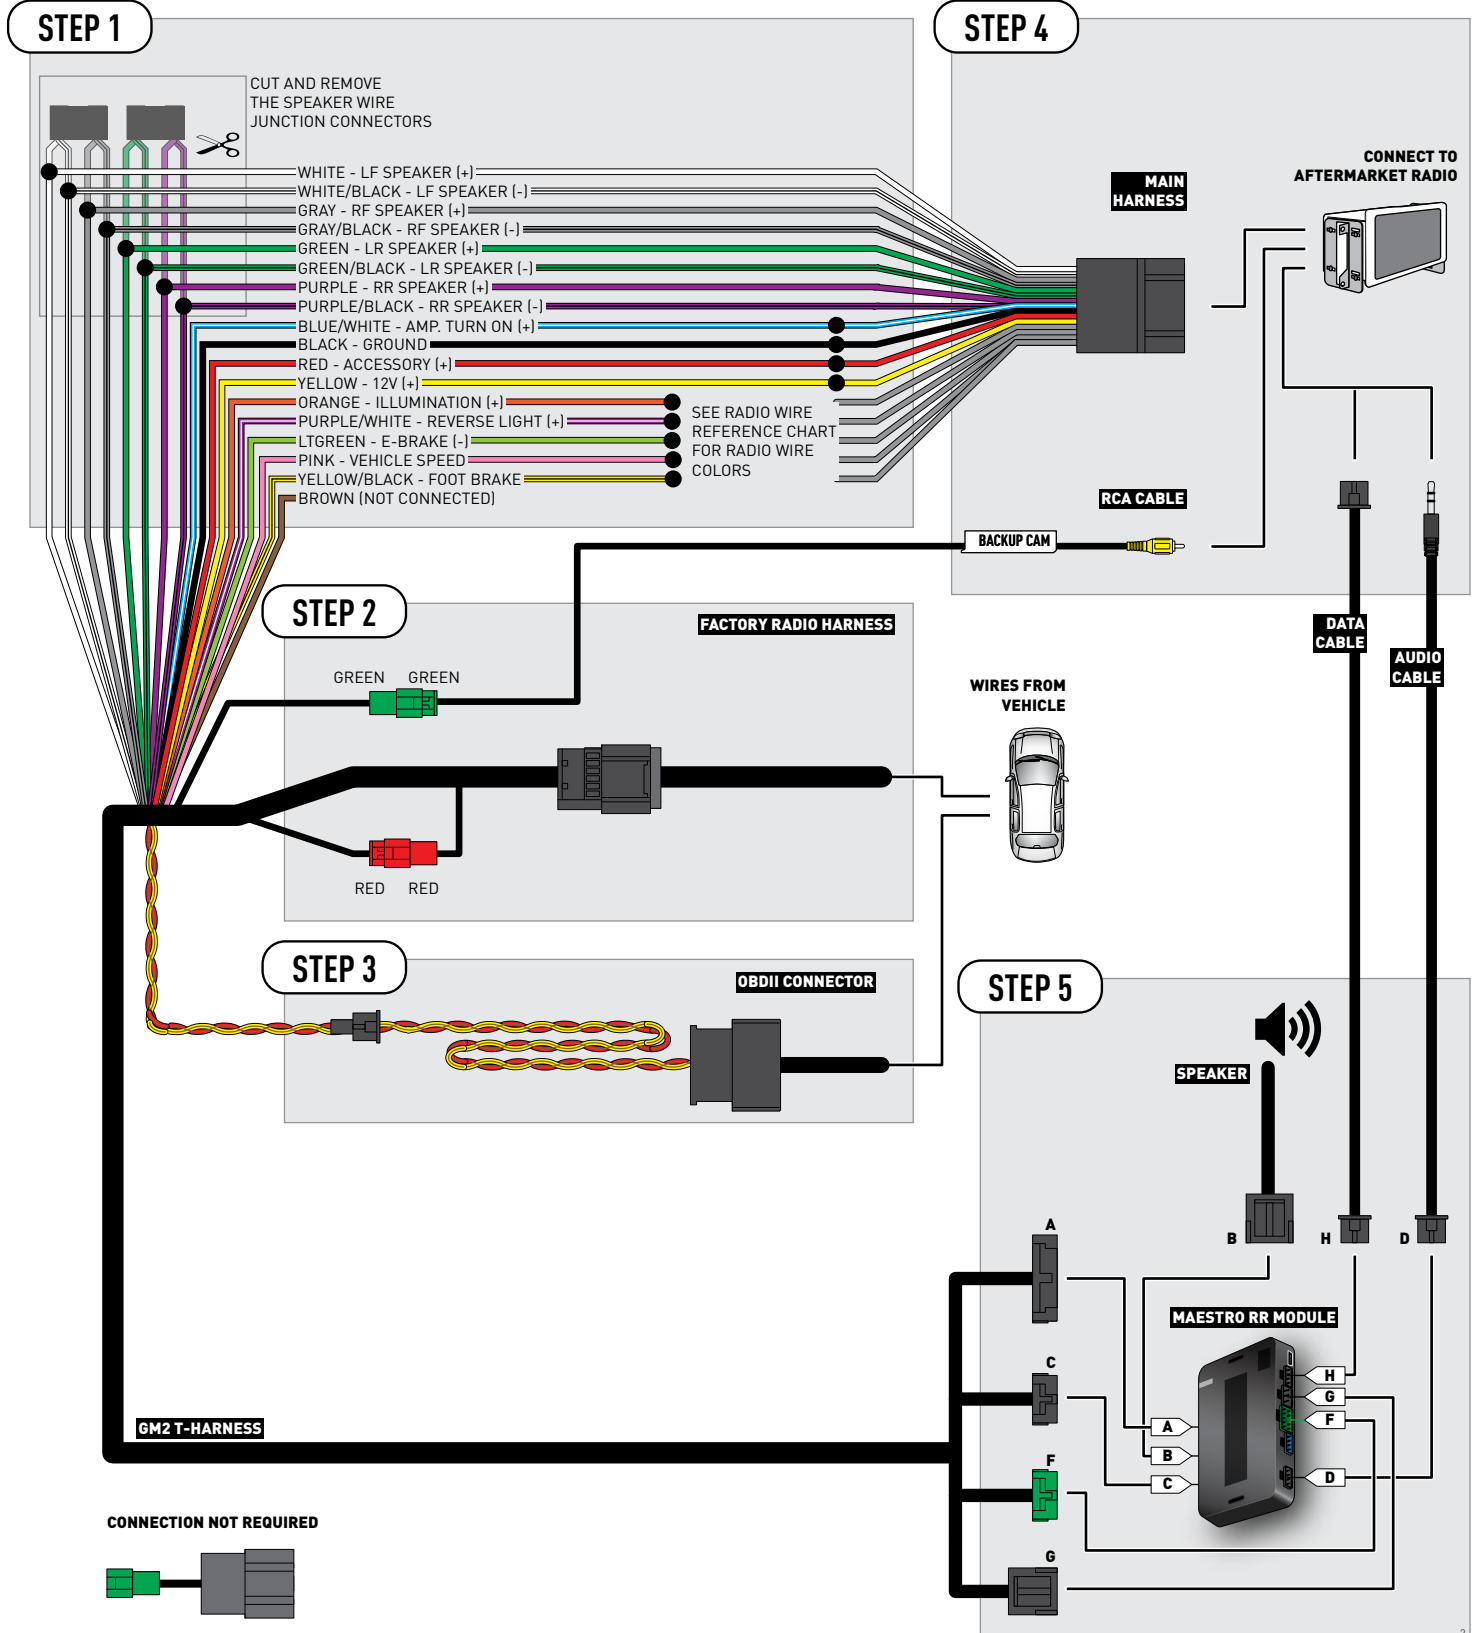 STEP 1
CUT AND REMOVE
THE SPEAKER WIRE
JUNCTION CONNECTORS
WHITE - LF SPEAKER (+)
WHITE/BLACK - LF SPEAKER (-)
GRAY - RF SPEAKER (+)
GRAY/BLACK - RF SPEAKER (-)
GREEN - LR SPEAKER (+)
GREEN/BLACK - LR SPEAKER (-)
PURPLE - RR SPEAKER (+)
PURPLE/BLACK - RR SPEAKER (-)
BLUE/WHITE - AMP. TURN ON (+)
BLACK - GROUND
RED - ACCESSORY (+)
YELLOW - 12V (+)
ORANGE - ILLUMINATION (+)
PURPLE/WHITE - REVERSE LIGHT (+)
LTGREEN - E-BRAKE (-)
PINK - VEHICLE SPEED
YELLOW/BLACK - FOOT BRAKE
BROWN (NOT CONNECTED)
SEE RADIO WIRE
REFERENCE CHART
FOR RADIO WIRE
COLORS
STEP 4
MAIN
HARNESS
CONNECT TO
AFTERMARKET RADIO
RCA CABLE
BACKUP CAM
DATA
CABLE
AUDIO
CABLE
STEP 2
FACTORY RADIO HARNESS
GREEN GREEN
RED RED
WIRES FROM
VEHICLE
STEP 3
OBDII CONNECTOR
STEP 5
SPEAKER
B
H
D
A
C
F
G
MAESTRO RR MODULE
H
G
F
D
A
B
C
GM2 T-HARNESS
CONNECTION NOT REQUIRED